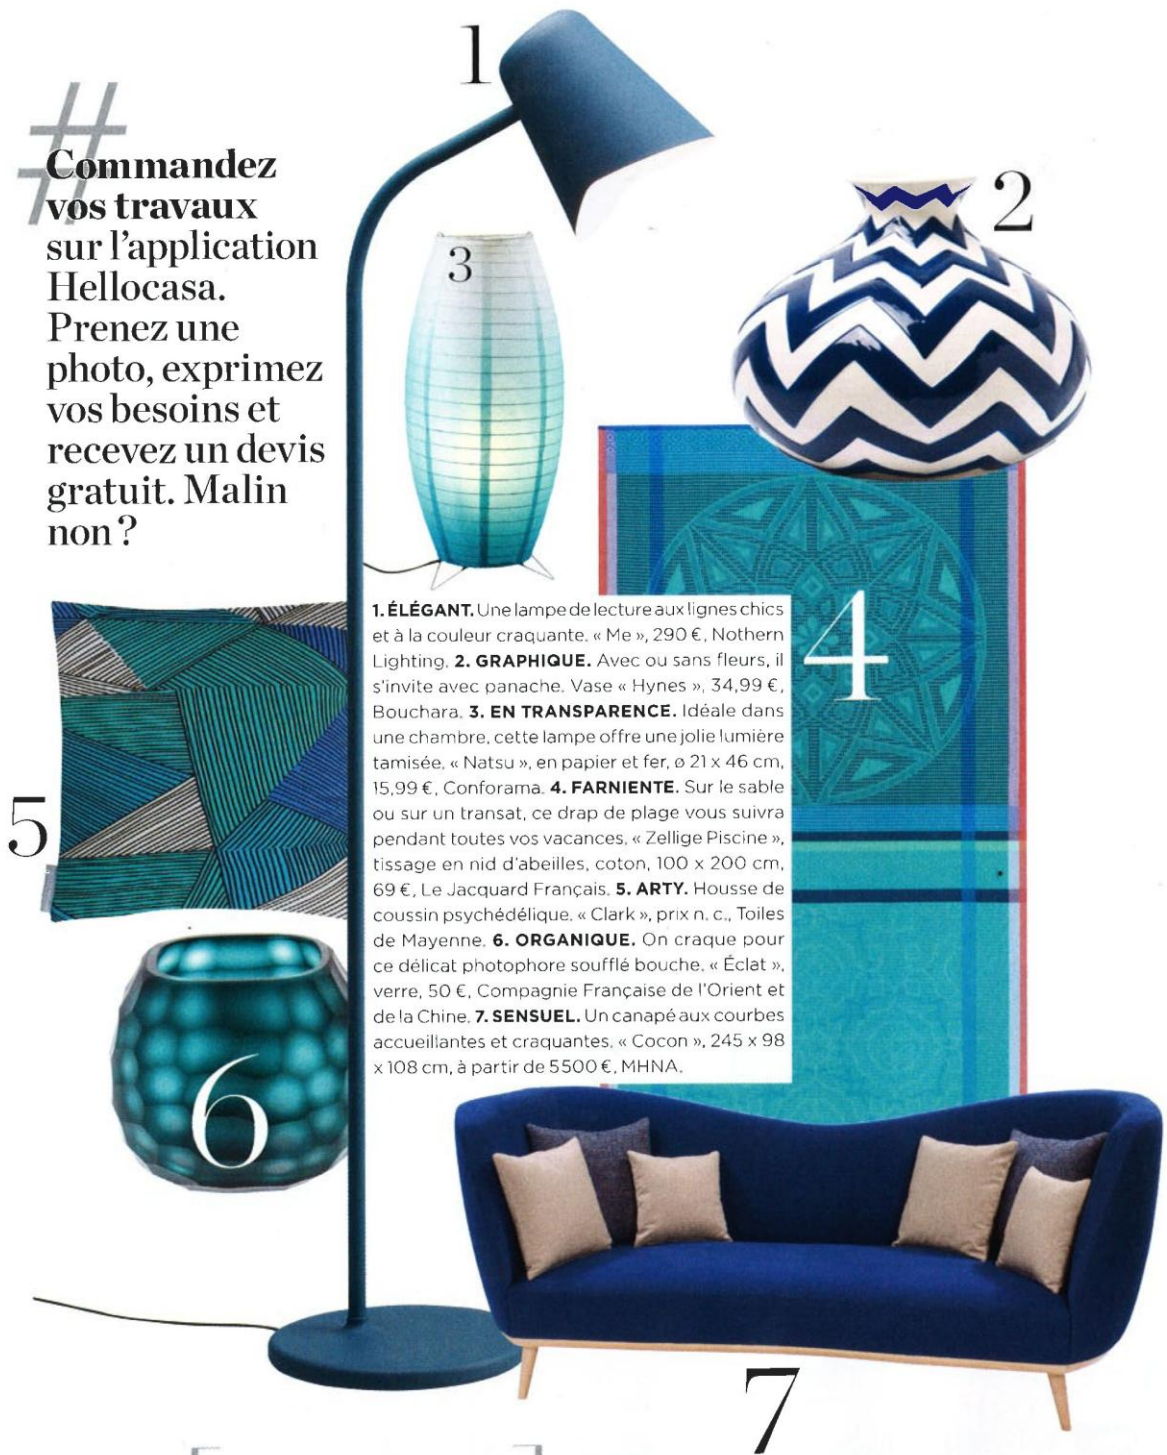 #
Commandez
vos travaux
sur l'application
Hellocasa.
Prenez une
photo, exprimez
vos besoins et
recevez un devis
gratuit. Malin
non ?
1
2
3
4
5
6
7
1. ÉLÉGANT. Une lampe de lecture aux lignes chics
et à la couleur craquante. « Me », 290 €, Nothern
Lighting. 2. GRAPHIQUE. Avec ou sans fleurs, il
s'invite avec panache. Vase « Hynes », 34,99 €,
Bouchara. 3. EN TRANSPARENCE. Idéale dans
une chambre, cette lampe offre une jolie lumière
tamisée. « Natsu », en papier et fer, ø 21 x 46 cm,
15,99 €, Conforama. 4. FARNIENTE. Sur le sable
ou sur un transat, ce drap de plage vous suivra
pendant toutes vos vacances. « Zellige Piscine »,
tissage en nid d'abeilles, coton, 100 x 200 cm,
69 €, Le Jacquard Français. 5. ARTY. Housse de
coussin psychédélique. « Clark », prix n. c., Toiles
de Mayenne. 6. ORGANIQUE. On craque pour
ce délicat photophore soufflé bouche. « Éclat »,
verre, 50 €, Compagnie Française de l'Orient et
de la Chine. 7. SENSUEL. Un canapé aux courbes
accueillantes et craquantes. « Cocon », 245 x 98
x 108 cm, à partir de 5500 €, MHNA.